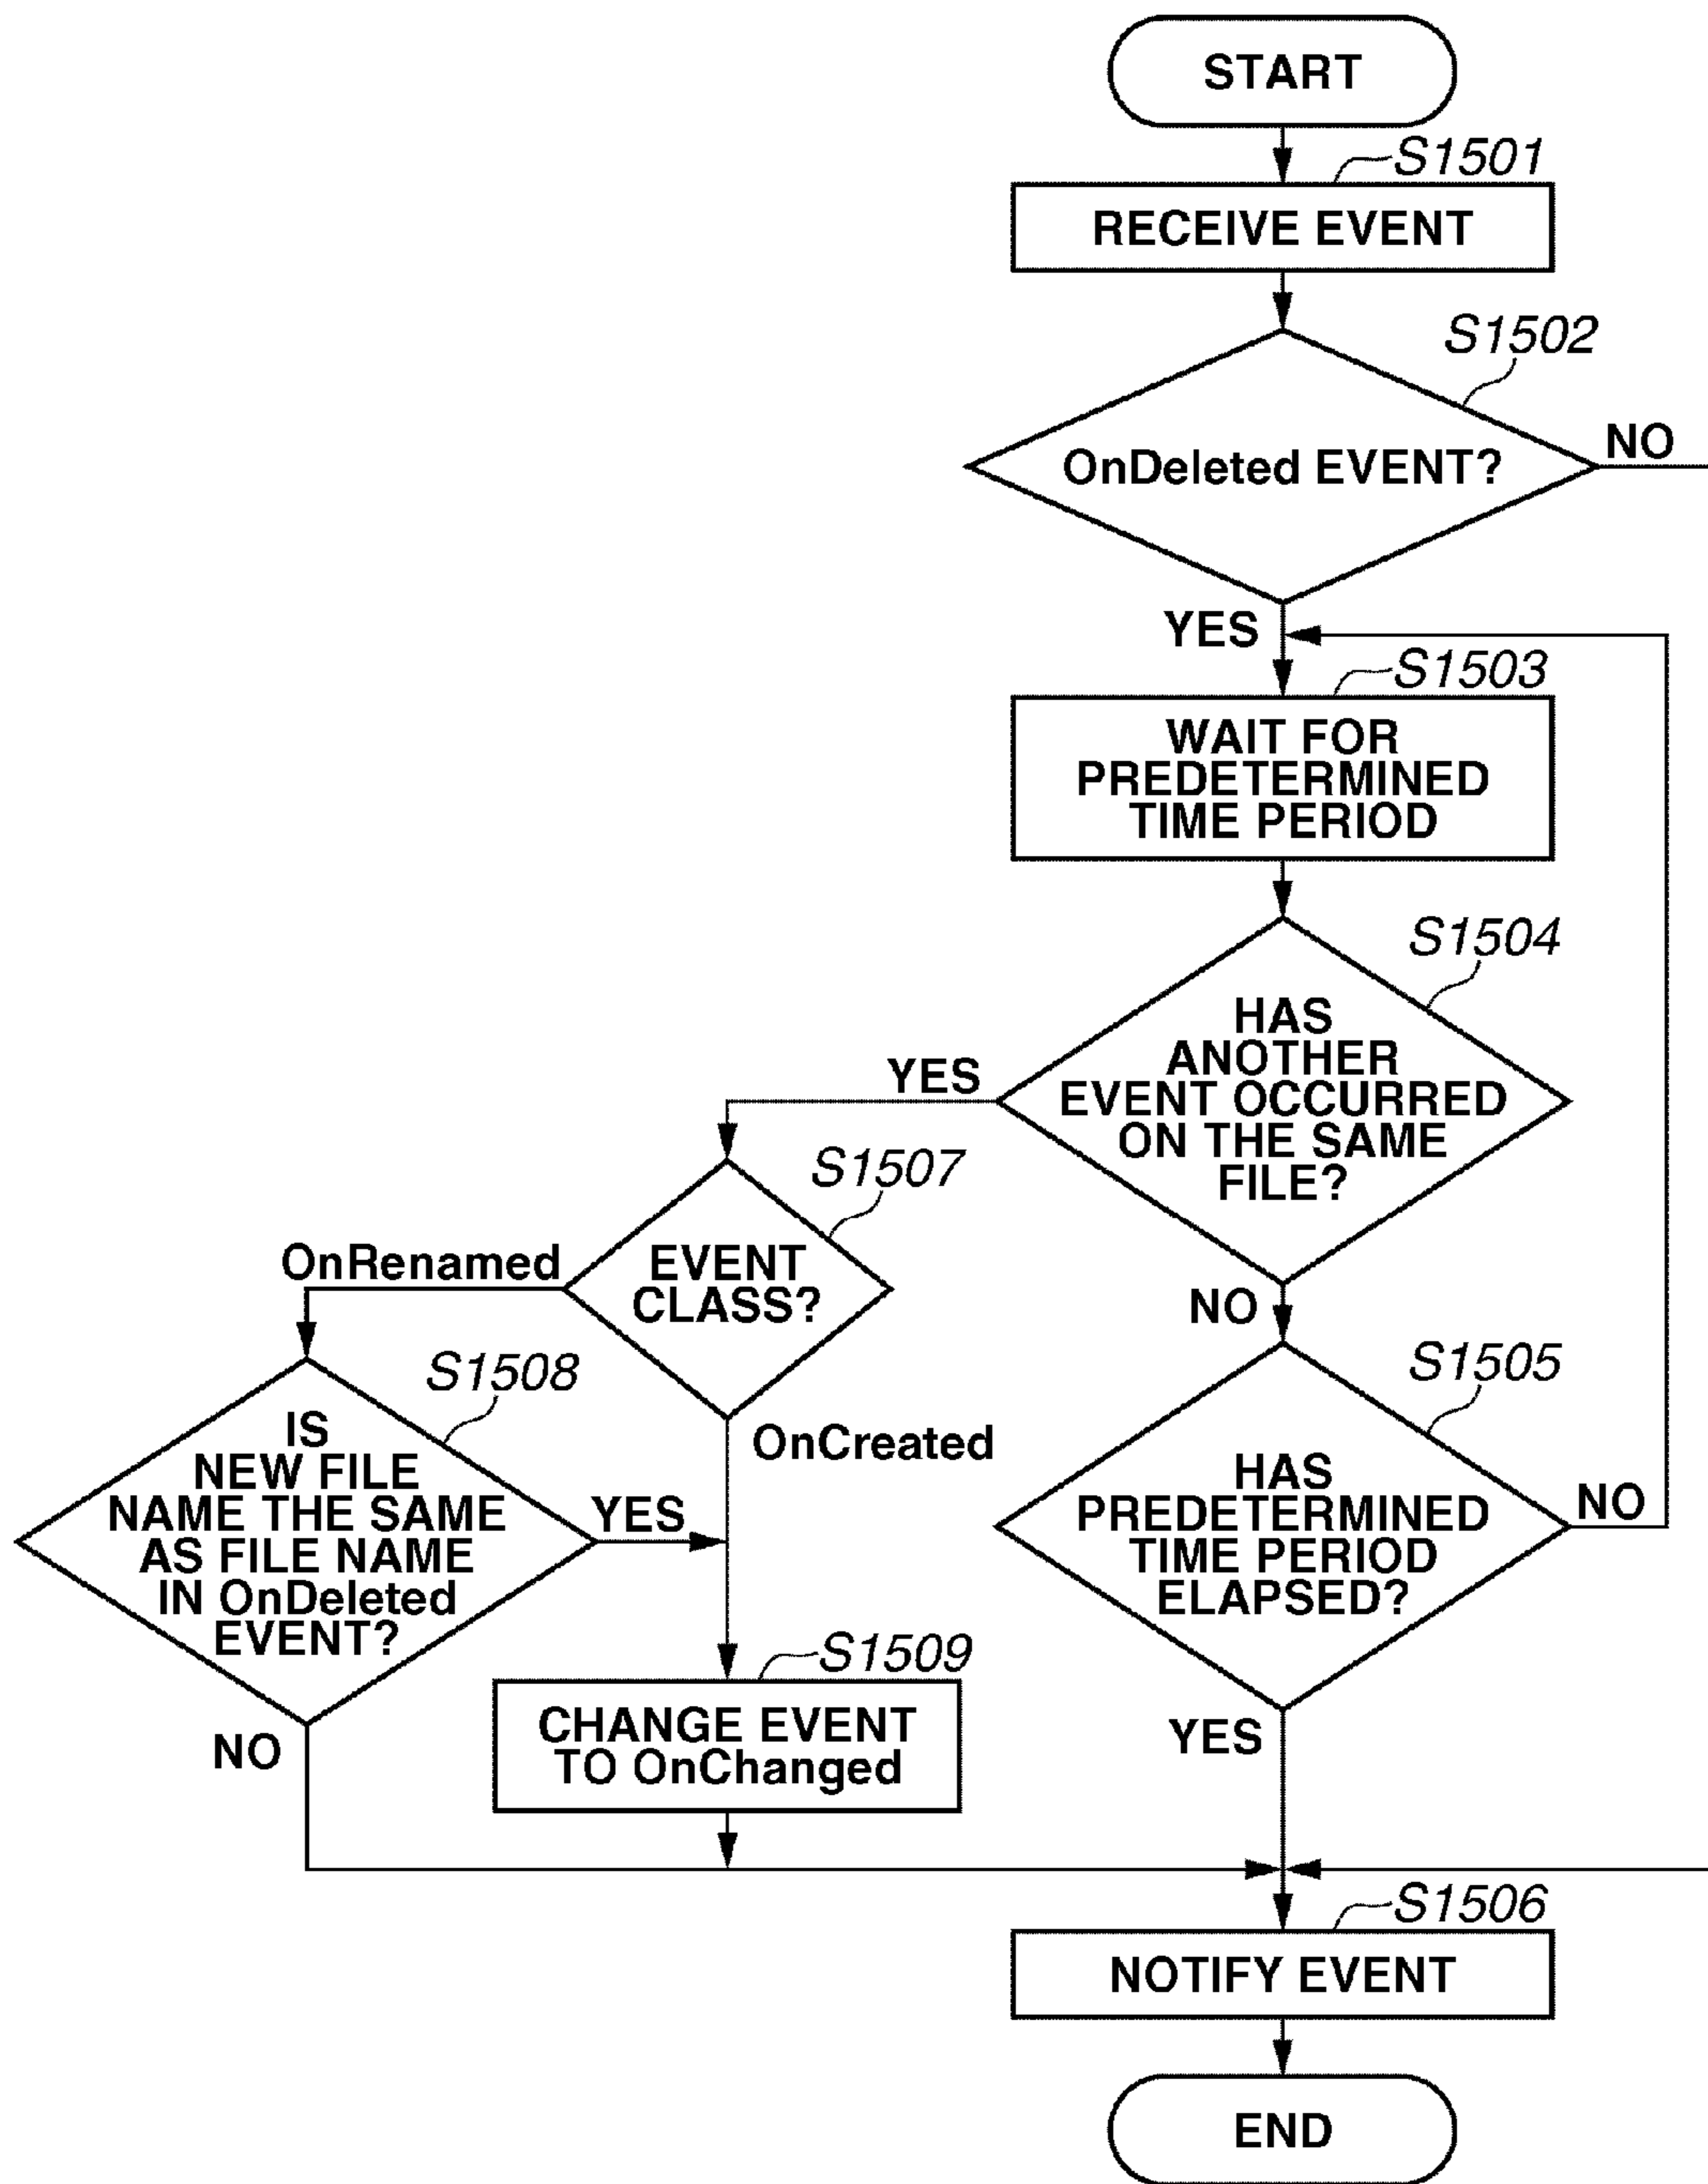 START
S1501
RECEIVE EVENT
S1502
OnDeleted EVENT?
NO
YES
S1503
WAIT FOR
PREDETERMINED
TIME PERIOD
S1504
HAS
ANOTHER
EVENT OCCURRED
ON THE SAME
FILE?
YES
NO
S1507
EVENT
CLASS?
OnRenamed
OnCreated
S1508
IS
NEW FILE
NAME THE SAME
AS FILE NAME
IN OnDeleted
EVENT?
YES
NO
S1505
HAS
PREDETERMINED
TIME PERIOD
ELAPSED?
NO
YES
S1509
CHANGE EVENT
TO OnChanged
S1506
NOTIFY EVENT
END